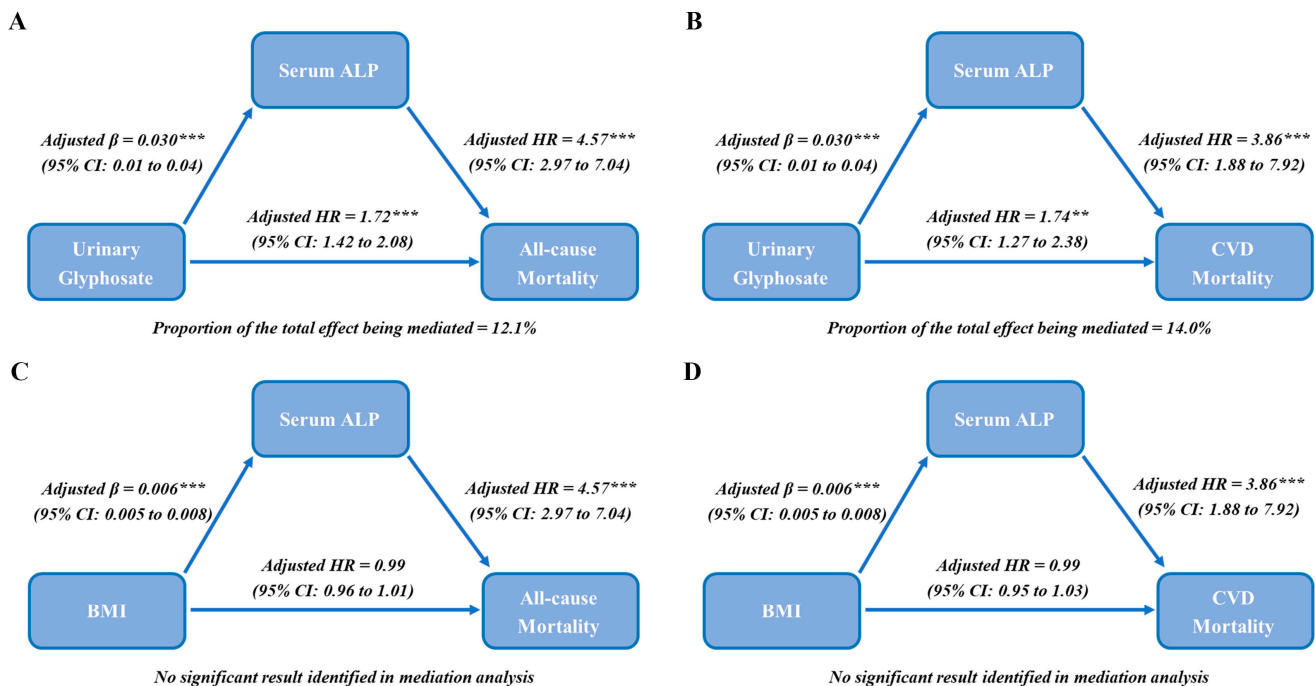 A
Serum ALP
Adjusted β = 0.030***
(95% CI: 0.01 to 0.04)
Adjusted HR = 4.57***
(95% CI: 2.97 to 7.04)
Adjusted HR = 1.72***
(95% CI: 1.42 to 2.08)
Urinary
Glyphosate
All-cause
Mortality
Proportion of the total effect being mediated = 12.1%
B
Serum ALP
Adjusted β = 0.030***
(95% CI: 0.01 to 0.04)
Adjusted HR = 3.86***
(95% CI: 1.88 to 7.92)
Adjusted HR = 1.74**
(95% CI: 1.27 to 2.38)
Urinary
Glyphosate
CVD
Mortality
Proportion of the total effect being mediated = 14.0%
C
Serum ALP
Adjusted β = 0.006***
(95% CI: 0.005 to 0.008)
Adjusted HR = 4.57***
(95% CI: 2.97 to 7.04)
Adjusted HR = 0.99
(95% CI: 0.96 to 1.01)
BMI
All-cause
Mortality
No significant result identified in mediation analysis
D
Serum ALP
Adjusted β = 0.006***
(95% CI: 0.005 to 0.008)
Adjusted HR = 3.86***
(95% CI: 1.88 to 7.92)
Adjusted HR = 0.99
(95% CI: 0.95 to 1.03)
BMI
CVD
Mortality
No significant result identified in mediation analysis